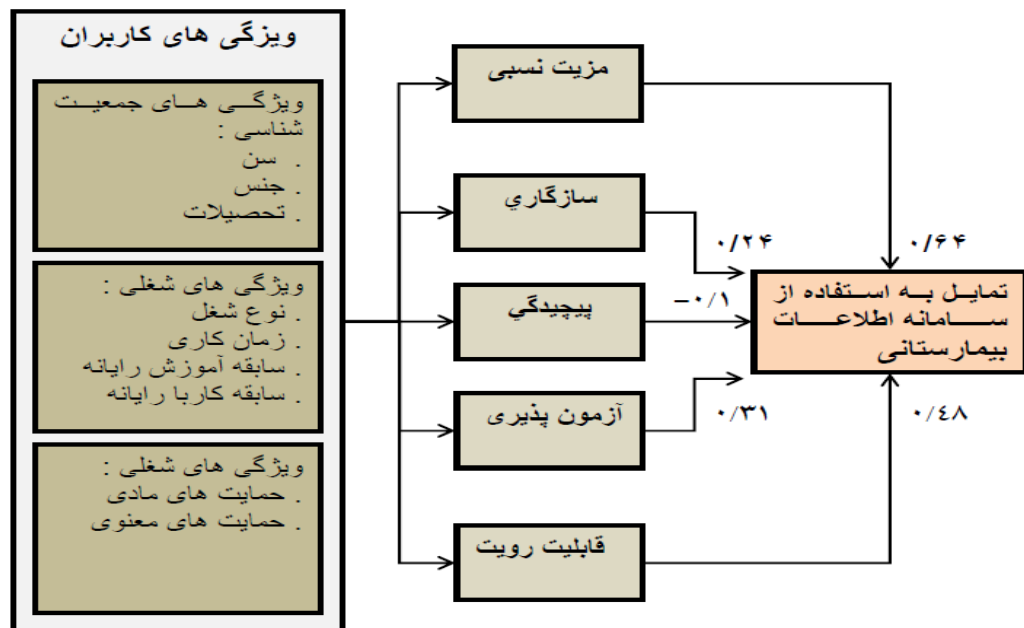 ویزگی های کاربران
ویژگی های جمعیت
شناسی :
. سن
. جنس
. تحصیلات
ویژگی های شغلی :
. نوع شغل
. زمان کاری
. سابقه آموزش رایانه
. سابقه کاربا رایانه
ویژگی های شغلی :
. حمایت های مادی
. حمایت های معنوی
مزیت نسبی
سازگاري
پیچیدگي
آزمون پذیری
قابلیت رویت
۰/۶۴
۰/۲۴
−۰/۱
۰/۳۱
۰/٤۸
تمایل به استفاده از
سامانه اطلاعات
بیمارستانی